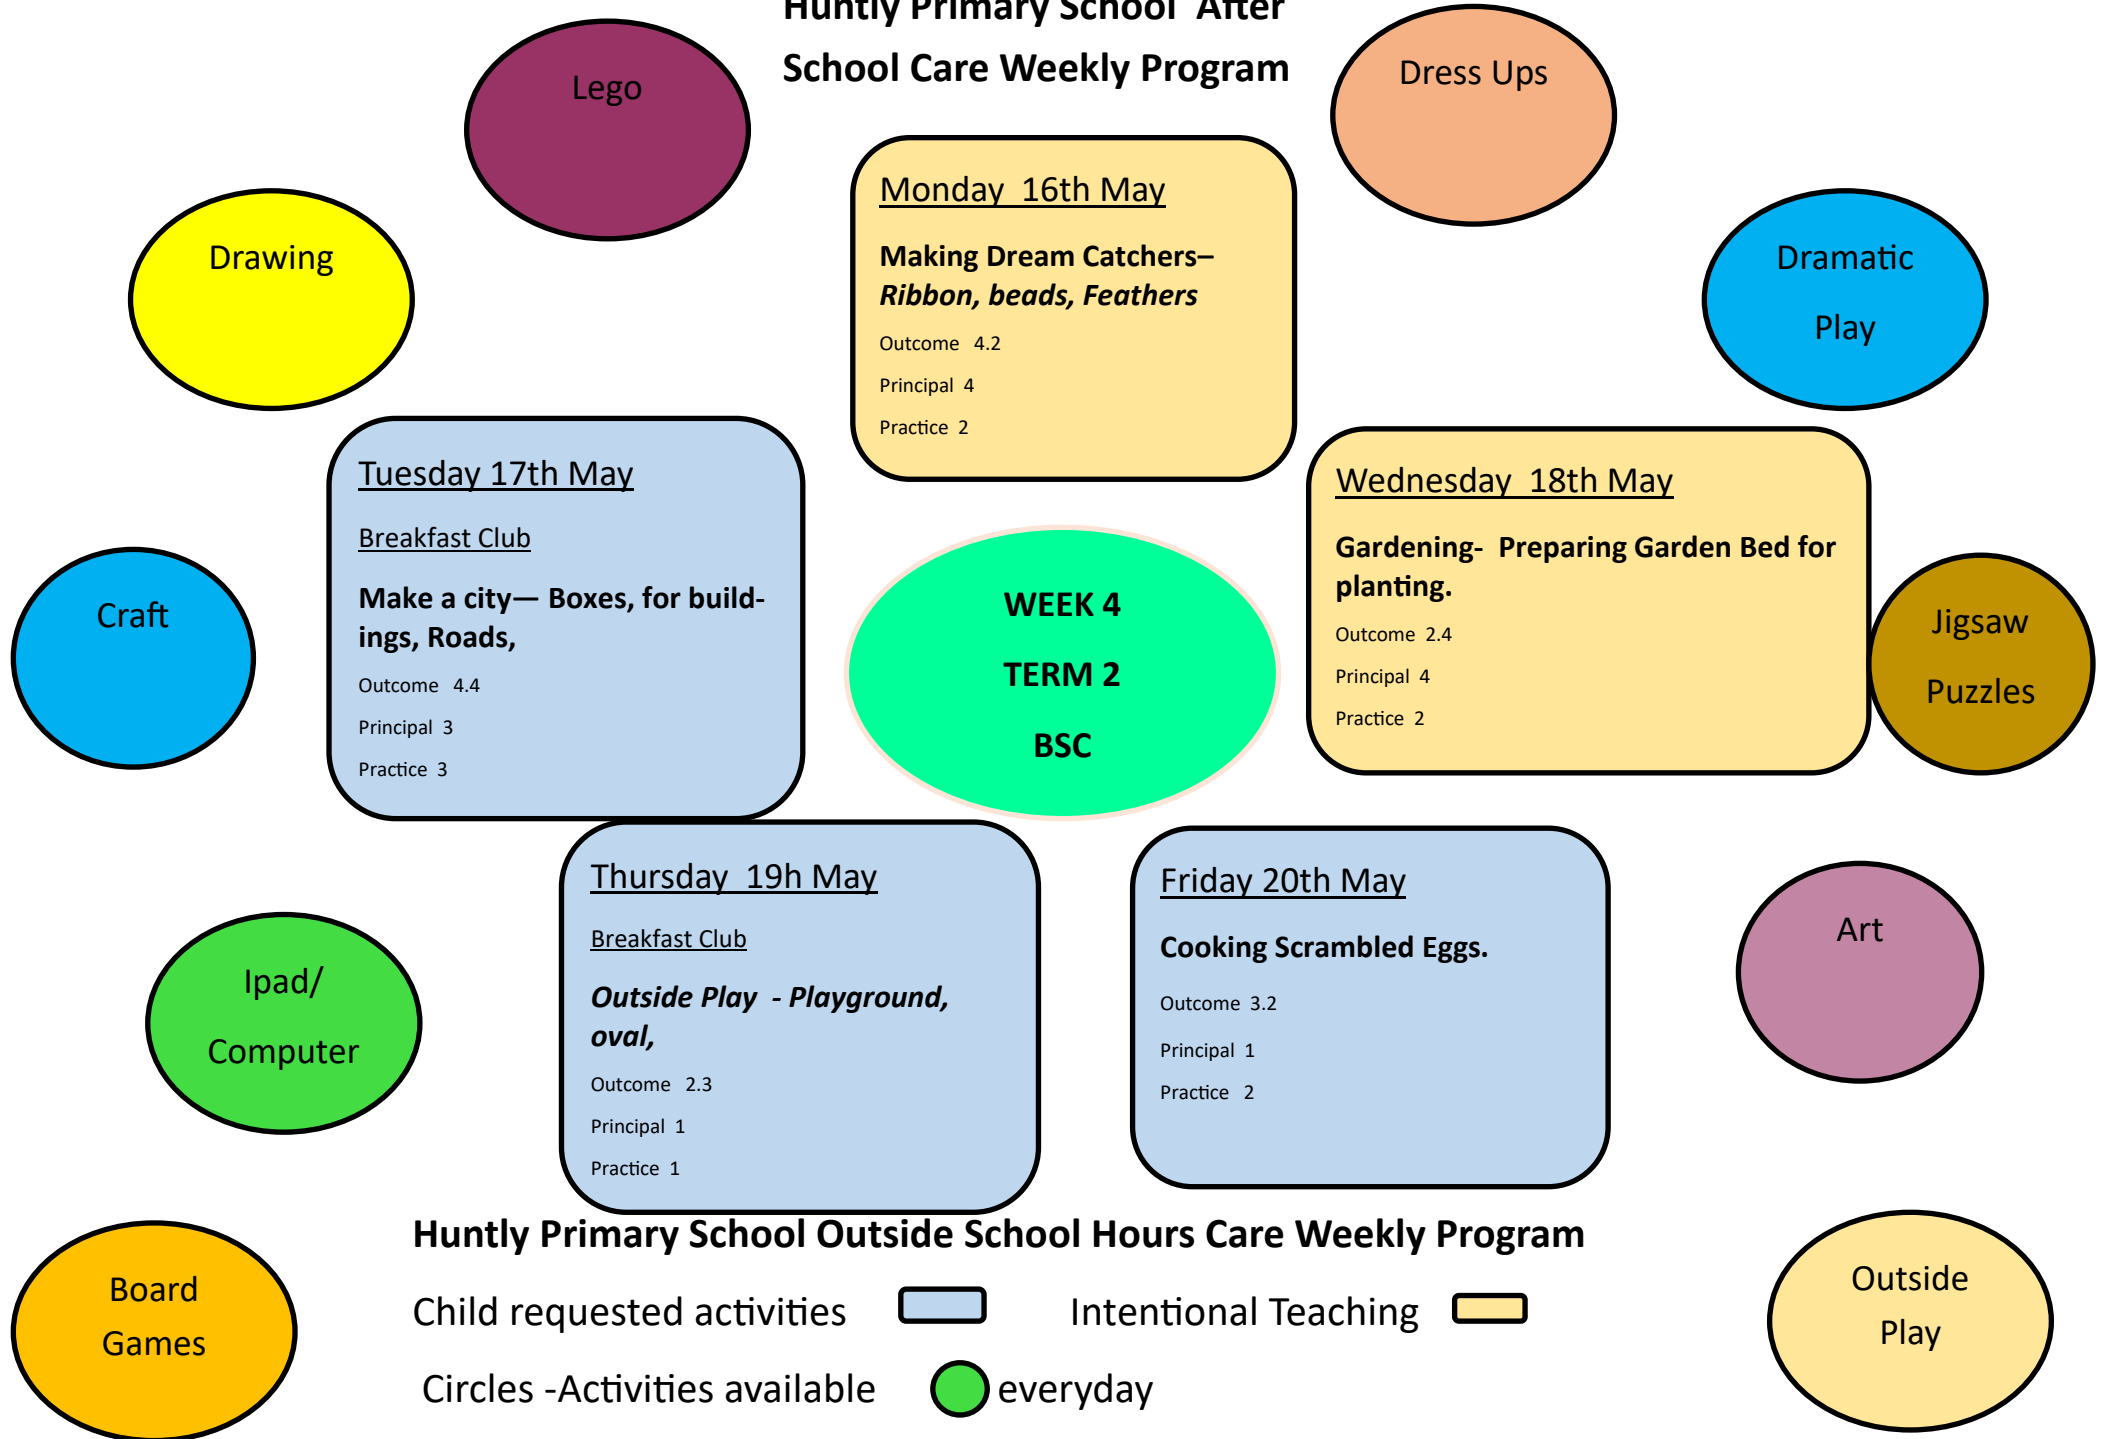 Huntly Primary School After
School Care Weekly Program
Lego
Dress Ups
Drawing
Dramatic
Play
Monday 16th May
Making Dream Catchers–
Ribbon, beads, Feathers
Outcome 4.2
Principal 4
Practice 2
Tuesday 17th May
Breakfast Club
Make a city— Boxes, for build-
ings, Roads,
Outcome 4.4
Principal 3
Practice 3
Wednesday 18th May
Gardening- Preparing Garden Bed for
planting.
Outcome 2.4
Principal 4
Practice 2
Craft
WEEK 4
TERM 2
BSC
Jigsaw
Puzzles
Thursday 19h May
Breakfast Club
Outside Play - Playground,
oval,
Outcome 2.3
Principal 1
Practice 1
Friday 20th May
Cooking Scrambled Eggs.
Outcome 3.2
Principal 1
Practice 2
Ipad/
Computer
Art
Board
Games
Outside
Play
Huntly Primary School Outside School Hours Care Weekly Program
Child requested activities Intentional Teaching
Circles -Activities available everyday